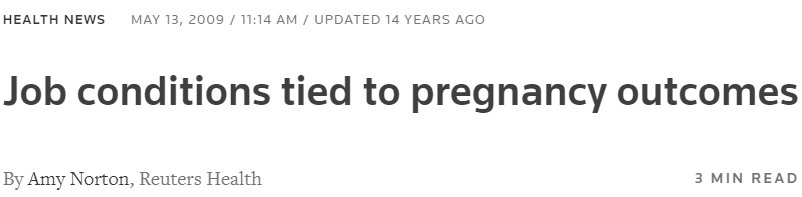 HEALTH NEWS MAY 13, 2009 / 11:14 AM / UPDATED 14 YEARS AGO
Job conditions tied to pregnancy outcomes
By Amy Norton, Reuters Health 3 MIN READ